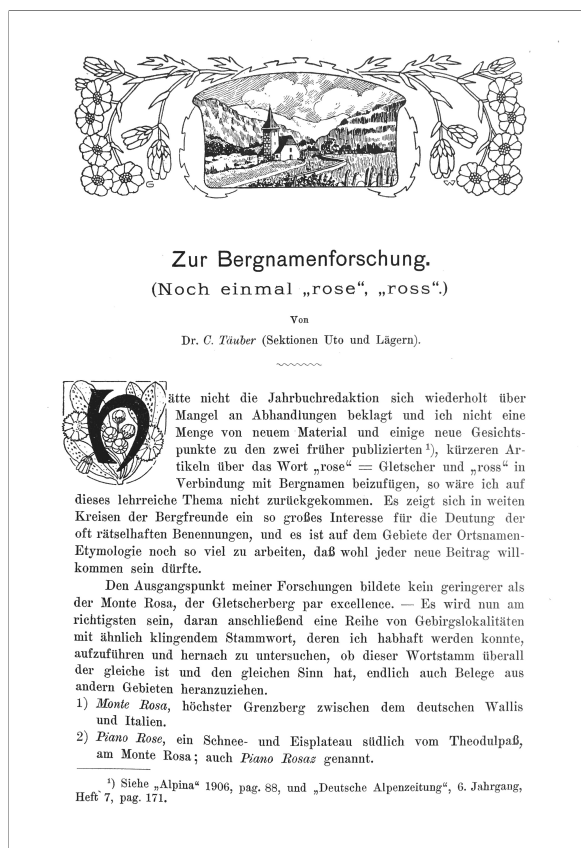 Zur Bergnamenforschung.
(Noch einmal „rose“, „ross“.)
Von
Dr. C. Täuber (Sektionen Uto und Lägern).
Hätte nicht die Jahrbuchredaktion sich wiederholt über
Mangel an Abhandlungen beklagt und ich nicht eine
Menge von neuem Material und einige neue Gesichts-
punkte zu den zwei früher publizierten ¹), kürzeren Ar-
tikeln über das Wort „rose“ = Gletscher und „ross“ in
Verbindung mit Bergnamen beizufügen, so wäre ich auf
dieses lehrreiche Thema nicht zurückgekommen. Es zeigt sich in weiten
Kreisen der Bergfreunde ein so großes Interesse für die Deutung der
oft rätselhaften Benennungen, und es ist auf dem Gebiete der Ortsnamen-
Etymologie noch so viel zu arbeiten, daß wohl jeder neue Beitrag will-
kommen sein dürfte.
Den Ausgangspunkt meiner Forschungen bildete kein geringerer als
der Monte Rosa, der Gletscherberg par excellence. — Es wird nun am
richtigsten sein, daran anschließend eine Reihe von Gebirgslokalitäten
mit ähnlich klingendem Stammwort, deren ich habhaft werden konnte,
aufzuführen und hernach zu untersuchen, ob dieser Wortstamm überall
der gleiche ist und den gleichen Sinn hat, endlich auch Belege aus
andern Gebieten heranzuziehen.
1) Monte Rosa, höchster Grenzberg zwischen dem deutschen Wallis
und Italien.
2) Piano Rose, ein Schnee- und Eisplateau südlich vom Theodulpaß,
am Monte Rosa; auch Piano Rosaz genannt.
¹) Siehe „Alpina“ 1906, pag. 88, und „Deutsche Alpenzeitung“, 6. Jahrgang,
Heft 7, pag. 171.